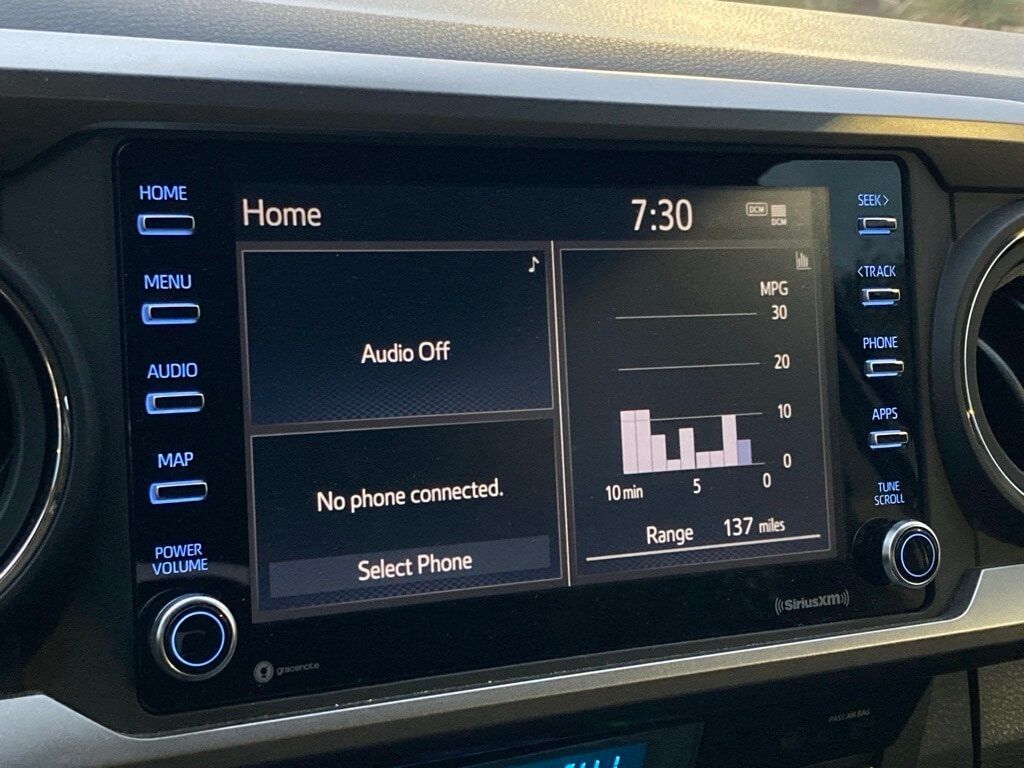 HOME
MENU
AUDIO
MAP
POWER
VOLUME
Home
7:30
DCM
DCM
Audio Off
No phone connected.
Select Phone
MPG
30
20
10
0
10 min 5 0
Range 137 miles
SEEK>
<TRACK
PHONE
APPS
TUNE
SCROLL
gracenote
((SiriusXM))
PASS AIR BAG